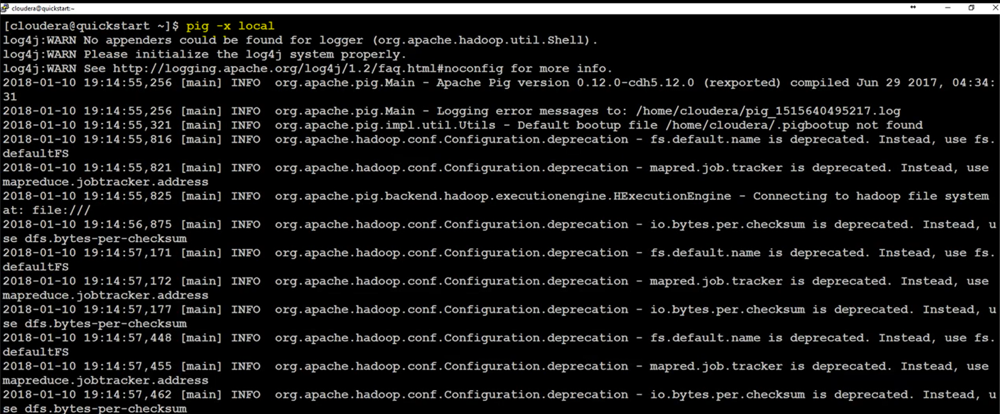 cloudera@quickstart:~
[cloudera@quickstart ~]$ pig -x local
log4j:WARN No appenders could be found for logger (org.apache.hadoop.util.Shell).
log4j:WARN Please initialize the log4j system properly.
log4j:WARN See http://logging.apache.org/log4j/1.2/faq.html#noconfig for more info.
2018-01-10 19:14:55,256 [main] INFO  org.apache.pig.Main - Apache Pig version 0.12.0-cdh5.12.0 (rexported) compiled Jun 29 2017, 04:34:
31
2018-01-10 19:14:55,256 [main] INFO  org.apache.pig.Main - Logging error messages to: /home/cloudera/pig_1515640495217.log
2018-01-10 19:14:55,321 [main] INFO  org.apache.pig.impl.util.Utils - Default bootup file /home/cloudera/.pigbootup not found
2018-01-10 19:14:55,816 [main] INFO  org.apache.hadoop.conf.Configuration.deprecation - fs.default.name is deprecated. Instead, use fs.
defaultFS
2018-01-10 19:14:55,821 [main] INFO  org.apache.hadoop.conf.Configuration.deprecation - mapred.job.tracker is deprecated. Instead, use
mapreduce.jobtracker.address
2018-01-10 19:14:55,825 [main] INFO  org.apache.pig.backend.hadoop.executionengine.HExecutionEngine - Connecting to hadoop file system
at: file:///
2018-01-10 19:14:56,875 [main] INFO  org.apache.hadoop.conf.Configuration.deprecation - io.bytes.per.checksum is deprecated. Instead, u
se dfs.bytes-per-checksum
2018-01-10 19:14:57,171 [main] INFO  org.apache.hadoop.conf.Configuration.deprecation - fs.default.name is deprecated. Instead, use fs.
defaultFS
2018-01-10 19:14:57,172 [main] INFO  org.apache.hadoop.conf.Configuration.deprecation - mapred.job.tracker is deprecated. Instead, use
mapreduce.jobtracker.address
2018-01-10 19:14:57,177 [main] INFO  org.apache.hadoop.conf.Configuration.deprecation - io.bytes.per.checksum is deprecated. Instead, u
se dfs.bytes-per-checksum
2018-01-10 19:14:57,448 [main] INFO  org.apache.hadoop.conf.Configuration.deprecation - fs.default.name is deprecated. Instead, use fs.
defaultFS
2018-01-10 19:14:57,455 [main] INFO  org.apache.hadoop.conf.Configuration.deprecation - mapred.job.tracker is deprecated. Instead, use
mapreduce.jobtracker.address
2018-01-10 19:14:57,462 [main] INFO  org.apache.hadoop.conf.Configuration.deprecation - io.bytes.per.checksum is deprecated. Instead, u
se dfs.bytes-per-checksum